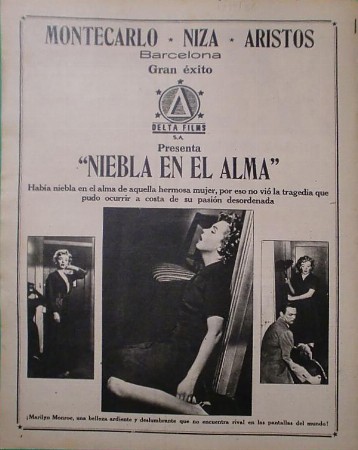 MONTECARLO · NIZA · ARISTOS
Barcelona
Gran éxito
DELTA FILMS
S.A.
Presenta
"NIEBLA EN EL ALMA"
Había niebla en el alma de aquella hermosa mujer, por eso no vió la tragedia que
pudo ocurrir a costa de su pasión desordenada
¡Marilyn Monroe, una belleza ardiente y deslumbrante que no encuentra rival en las pantallas del mundo!